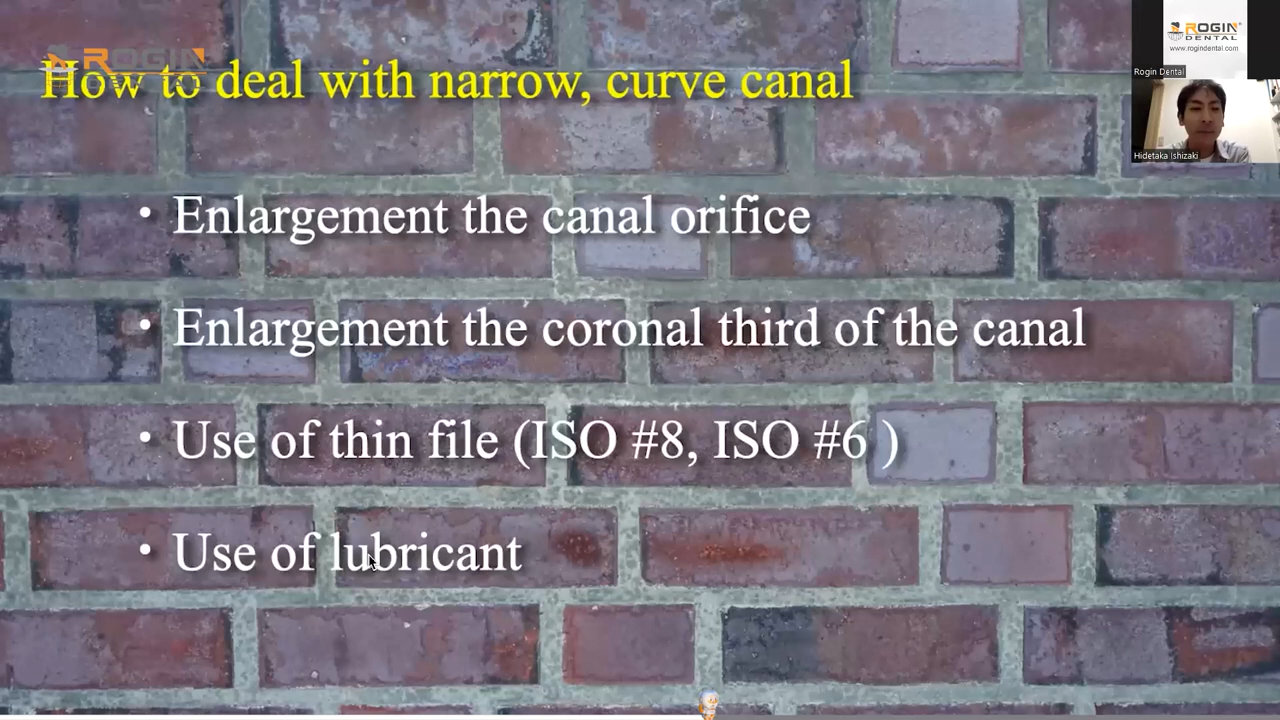 ROGIN
How to deal with narrow, curve canal
• Enlargement the canal orifice
• Enlargement the coronal third of the canal
• Use of thin file (ISO #8, ISO #6 )
• Use of lubricant
ROGIN
DENTAL
www.rogindental.com
Rogin Dental
Hidetaka Ishizaki